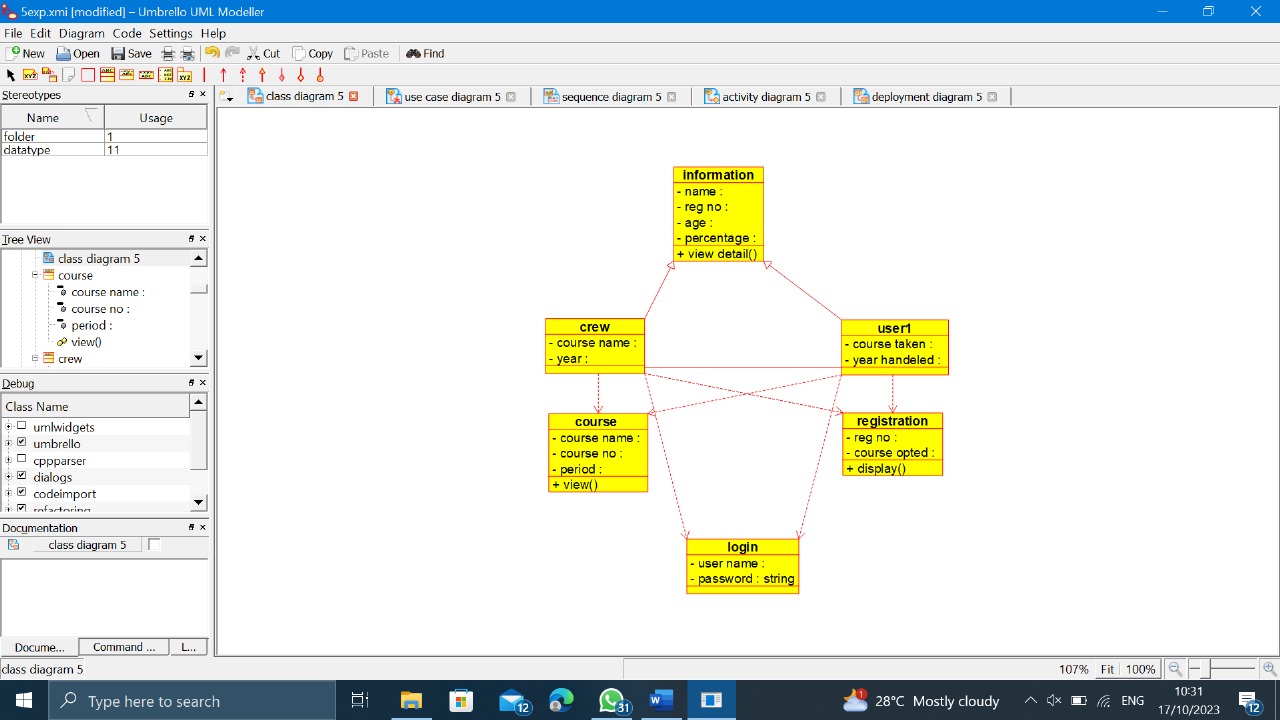 5exp.xmi [modified] – Umbrello UML Modeller
File Edit Diagram Code Settings Help
New Open Save Cut Copy Paste Find
Stereotypes
class diagram 5 use case diagram 5 sequence diagram 5 activity diagram 5 deployment diagram 5
Name Usage
folder 1
datatype 11
Tree View
class diagram 5
course
course name :
course no :
period :
view()
crew
Debug
Class Name
umlwidgets
umbrello
cppparser
dialogs
codeimport
refactoring
Documentation
class diagram 5
Docume... Command ... L...
information
- name :
- reg no :
- age :
- percentage :
+ view detail()
crew
- course name :
- year :
user1
- course taken :
- year handeled :
course
- course name :
- course no :
- period :
+ view()
registration
- reg no :
- course opted :
+ display()
login
- user name :
- password : string
class diagram 5
107% Fit 100%
Type here to search
12
31
1
28°C Mostly cloudy
ENG
10:31
17/10/2023
12